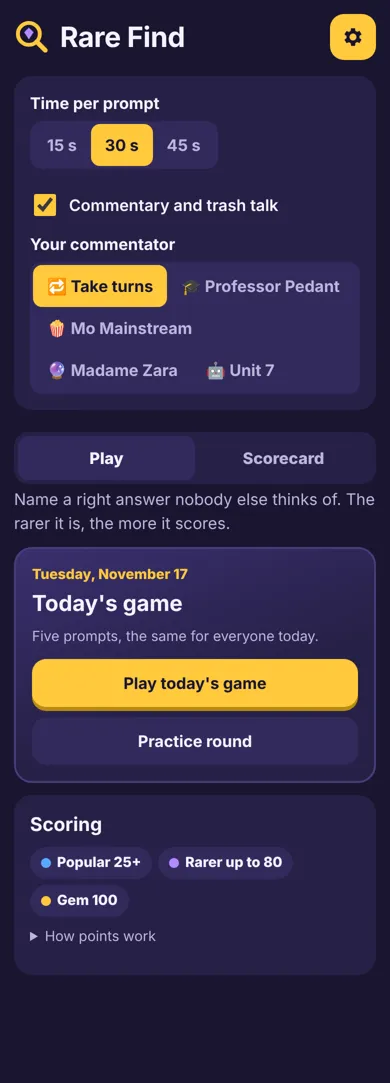 Rare Find
Time per prompt
15 s 30 s 45 s
Commentary and trash talk
Your commentator
🔁 Take turns 🎓 Professor Pedant
🍿 Mo Mainstream
🔮 Madame Zara 🤖 Unit 7
Play Scorecard
Name a right answer nobody else thinks of. The
rarer it is, the more it scores.
Tuesday, November 17
Today's game
Five prompts, the same for everyone today.
Play today's game
Practice round
Scoring
Popular 25+ Rarer up to 80
Gem 100
How points work